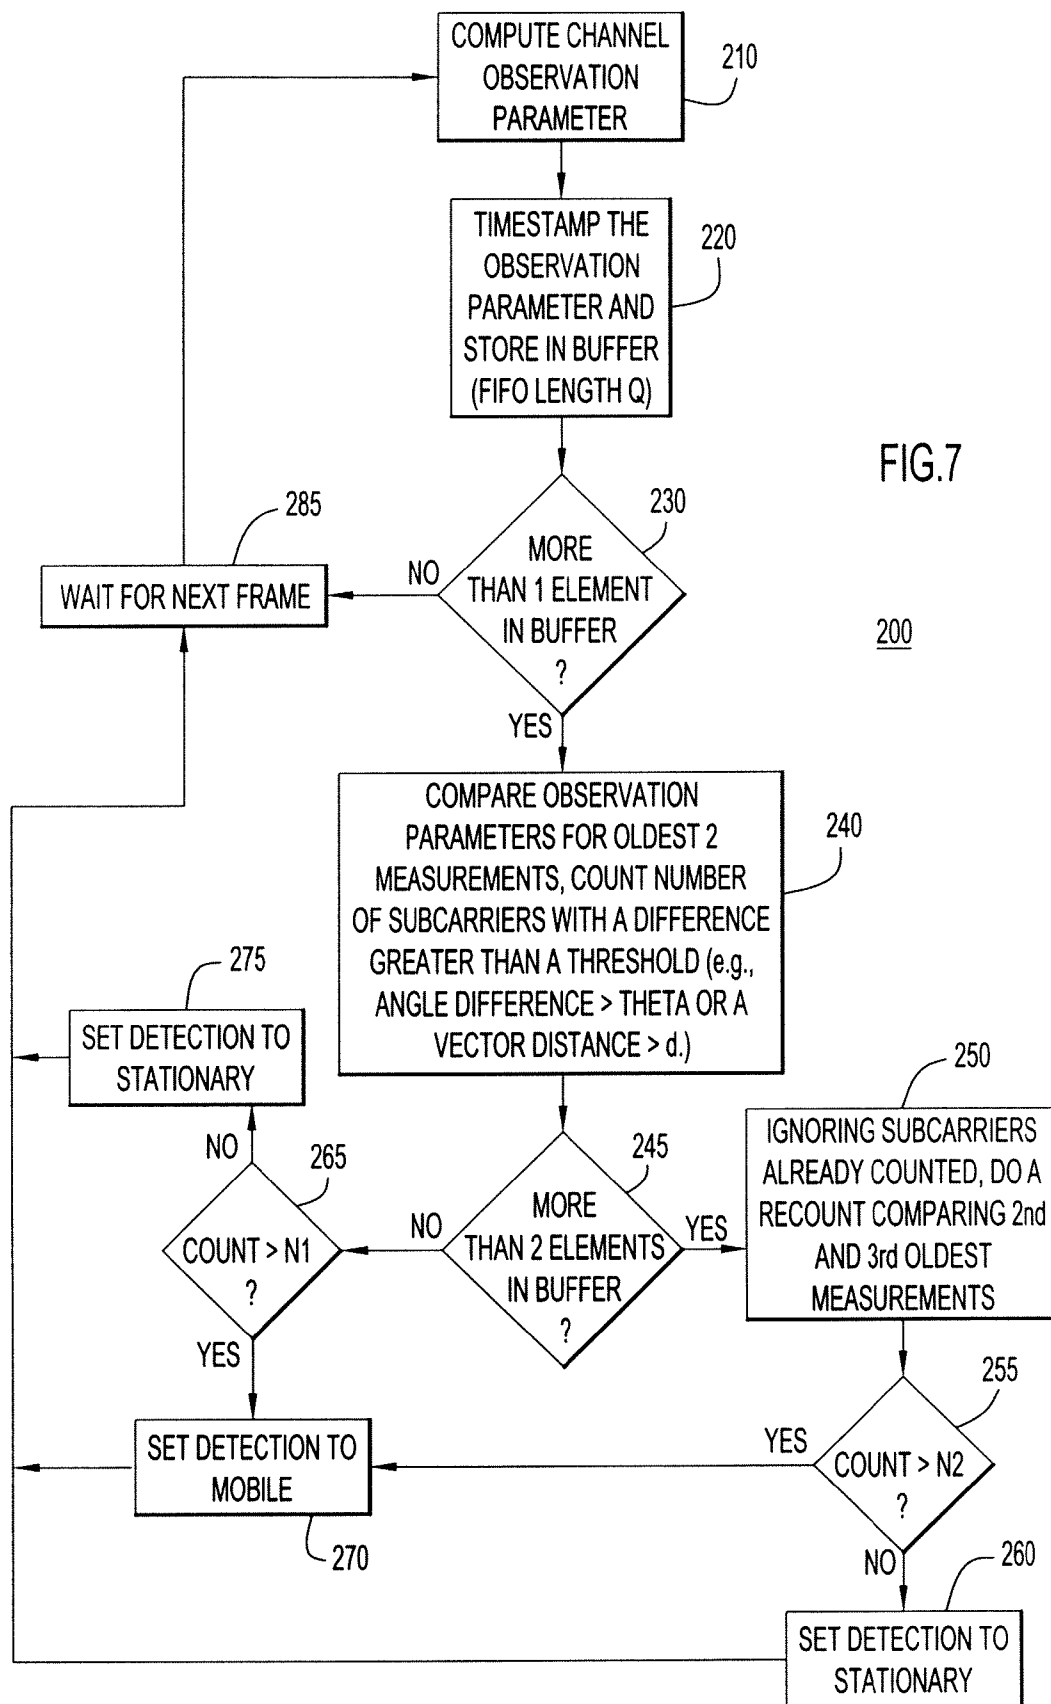 COMPUTE CHANNEL
OBSERVATION
PARAMETER
210
TIMESTAMP THE
OBSERVATION
PARAMETER AND
STORE IN BUFFER
(FIFO LENGTH Q)
220
FIG.7
200
285
WAIT FOR NEXT FRAME
NO
230
MORE
THAN 1 ELEMENT
IN BUFFER
?
YES
COMPARE OBSERVATION
PARAMETERS FOR OLDEST 2
MEASUREMENTS, COUNT NUMBER
OF SUBCARRIERS WITH A DIFFERENCE
GREATER THAN A THRESHOLD (e.g.,
ANGLE DIFFERENCE > THETA OR A
VECTOR DISTANCE > d.)
240
275
SET DETECTION TO
STATIONARY
NO
265
COUNT > N1
?
YES
NO
245
MORE
THAN 2 ELEMENTS
IN BUFFER
?
YES
250
IGNORING SUBCARRIERS
ALREADY COUNTED, DO A
RECOUNT COMPARING 2nd
AND 3rd OLDEST
MEASUREMENTS
255
YES
COUNT > N2
?
NO
SET DETECTION TO
MOBILE
270
260
SET DETECTION TO
STATIONARY